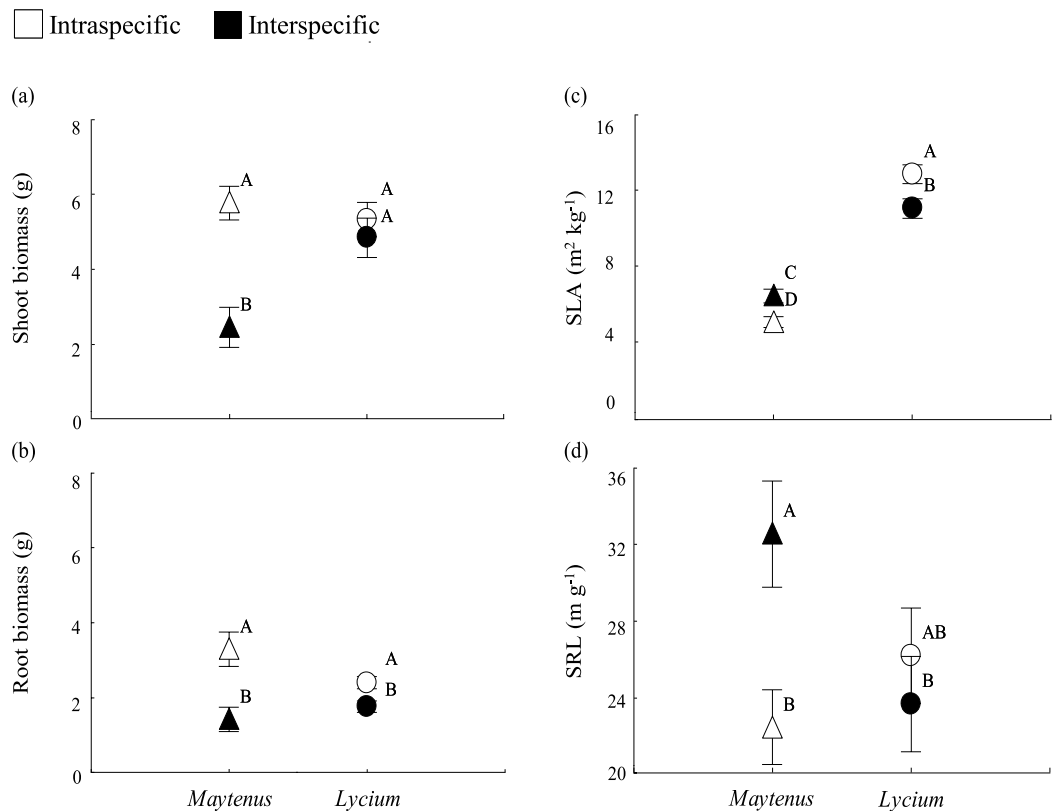 Intraspecific Interspecific
(a)
Shoot biomass (g)
8
6
4
2
0
A
B
A
A
(c)
SLA (m² kg⁻¹)
16
12
8
4
0
C
D
A
B
(b)
Root biomass (g)
8
6
4
2
0
A
B
A
B
Maytenus Lycium
(d)
SRL (m g⁻¹)
36
32
28
24
20
A
B
AB
B
Maytenus Lycium